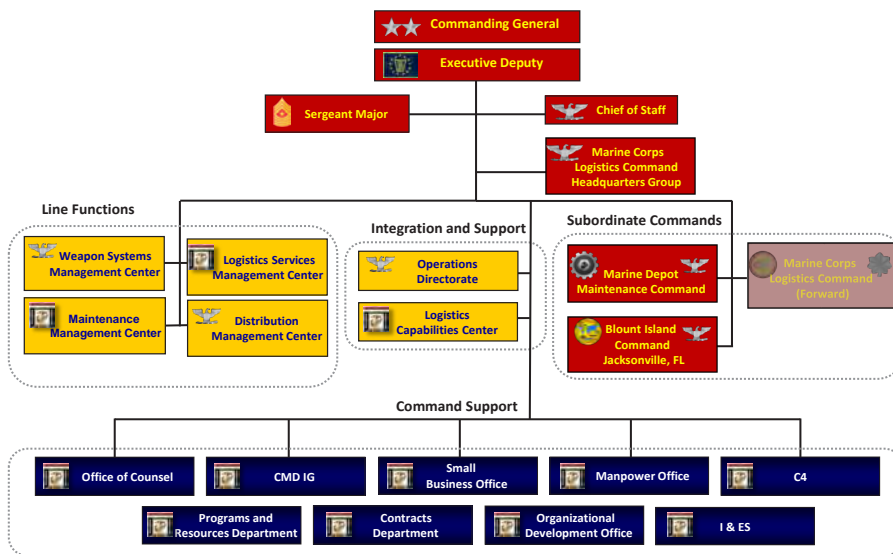 Commanding General
Executive Deputy
Sergeant Major
Chief of Staff
Marine Corps
Logistics Command
Headquarters Group
Line Functions
Integration and Support
Subordinate Commands
Weapon Systems
Management Center
Logistics Services
Management Center
Maintenance
Management Center
Distribution
Management Center
Operations
Directorate
Logistics
Capabilities Center
Marine Depot
Maintenance Command
Marine Corps
Logistics Command
(Forward)
Blount Island
Command
Jacksonville, FL
Command Support
Office of Counsel
CMD IG
Small
Business Office
Manpower Office
C4
Programs and
Resources Department
Contracts
Department
Organizational
Development Office
I & ES